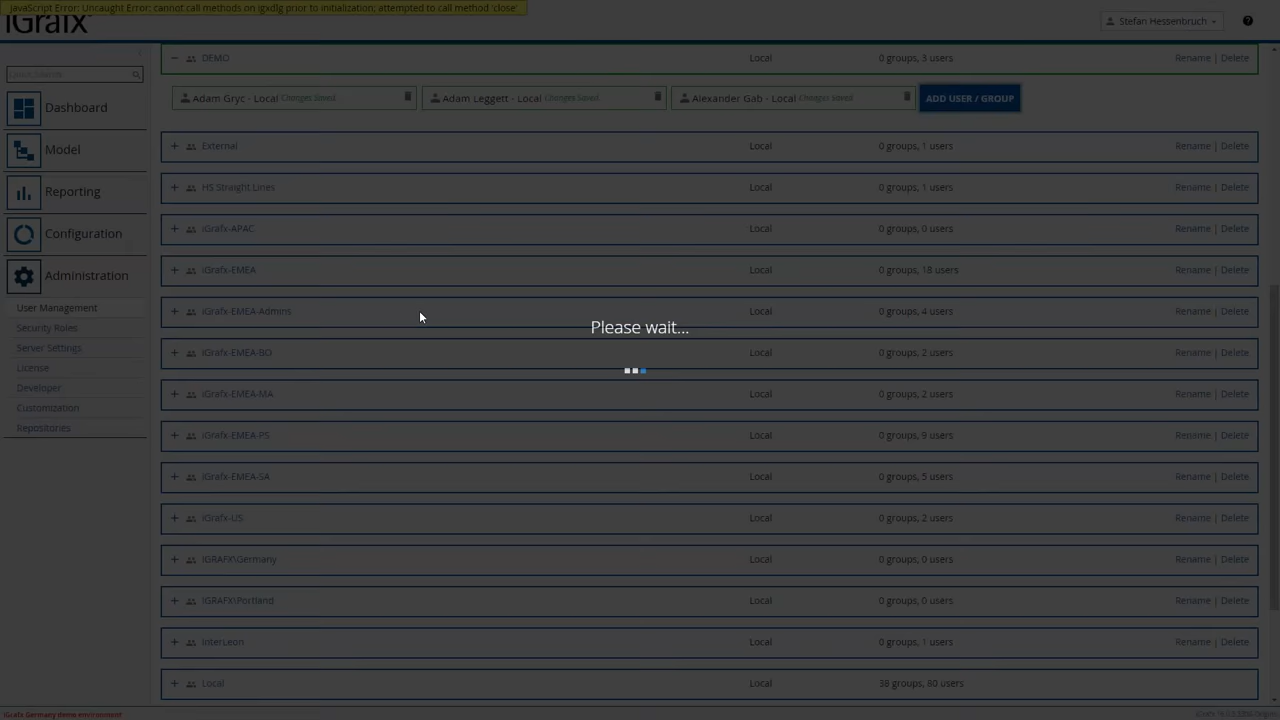 JavaScript Error: Uncaught Error: cannot call methods on igxdlg prior to initialization; attempted to call method 'close'
iGrafx
Stefan Hessenbruch
Quick Search
Dashboard
Model
Reporting
Configuration
Administration
User Management
Security Roles
Server Settings
License
Developer
Customization
Repositories
DEMO Local 0 groups, 3 users Rename | Delete
Adam Gryc - Local Changes Saved. Adam Leggett - Local Changes Saved. Alexander Gab - Local Changes Saved ADD USER / GROUP
External Local 0 groups, 1 users Rename | Delete
HS Straight Lines Local 0 groups, 1 users Rename | Delete
iGrafx-APAC Local 0 groups, 0 users Rename | Delete
iGrafx-EMEA Local 0 groups, 18 users Rename | Delete
iGrafx-EMEA-Admins Local 0 groups, 4 users Rename | Delete
Please wait...
iGrafx-EMEA-BO Local 0 groups, 2 users Rename | Delete
iGrafx-EMEA-MA Local 0 groups, 2 users Rename | Delete
iGrafx-EMEA-PS Local 0 groups, 9 users Rename | Delete
iGrafx-EMEA-SA Local 0 groups, 5 users Rename | Delete
iGrafx-US Local 0 groups, 2 users Rename | Delete
IGRAFX\Germany Local 0 groups, 0 users Rename | Delete
IGRAFX\Portland Local 0 groups, 0 users Rename | Delete
InterLeon Local 0 groups, 1 users Rename | Delete
Local Local 38 groups, 80 users
iGrafx Germany demo environment